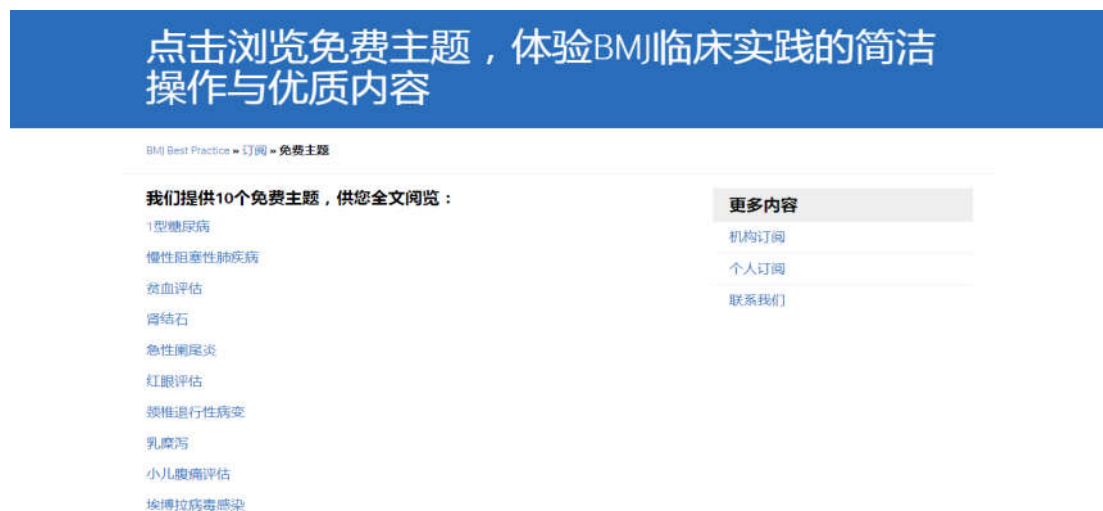 点击浏览免费主题，体验BMJ临床实践的简洁
操作与优质内容
BMJ Best Practice » 订阅 » 免费主题
我们提供10个免费主题，供您全文阅览：
1型糖尿病
慢性阻塞性肺疾病
贫血评估
肾结石
急性阑尾炎
红眼评估
颈椎退行性病变
乳糜泻
小儿腹痛评估
埃博拉病毒感染
更多内容
机构订阅
个人订阅
联系我们